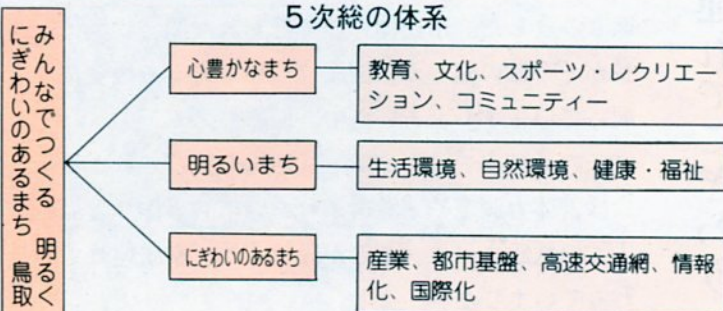 5次総の体系
みんなでつくる 明るく
にぎわいのあるまち 鳥取
心豊かなまち
教育、文化、スポーツ・レクリエー
ション、コミュニティー
明るいまち
生活環境、自然環境、健康・福祉
にぎわいのあるまち
産業、都市基盤、高速交通網、情報
化、国際化